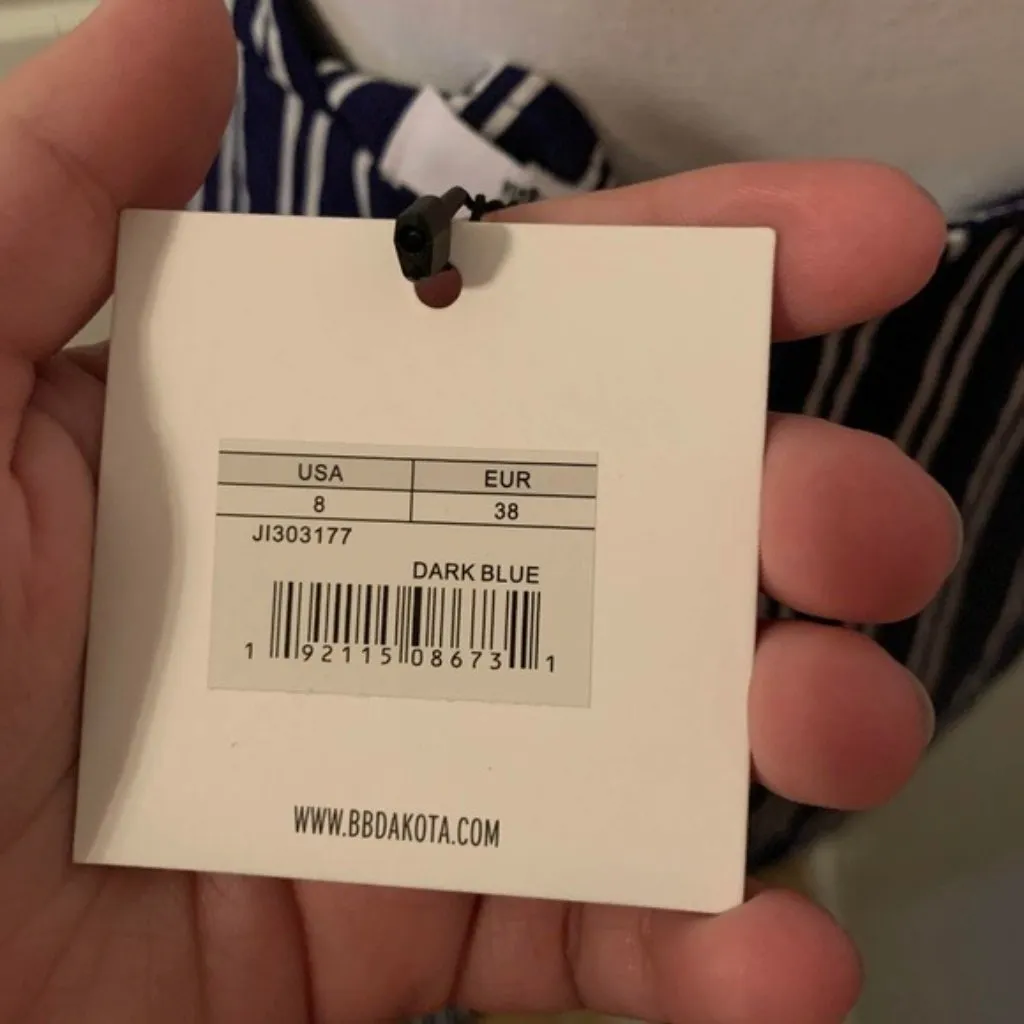 USA EUR
8 38
JI303177
DARK BLUE
1 92115 08673 1
WWW.BBDAKOTA.COM